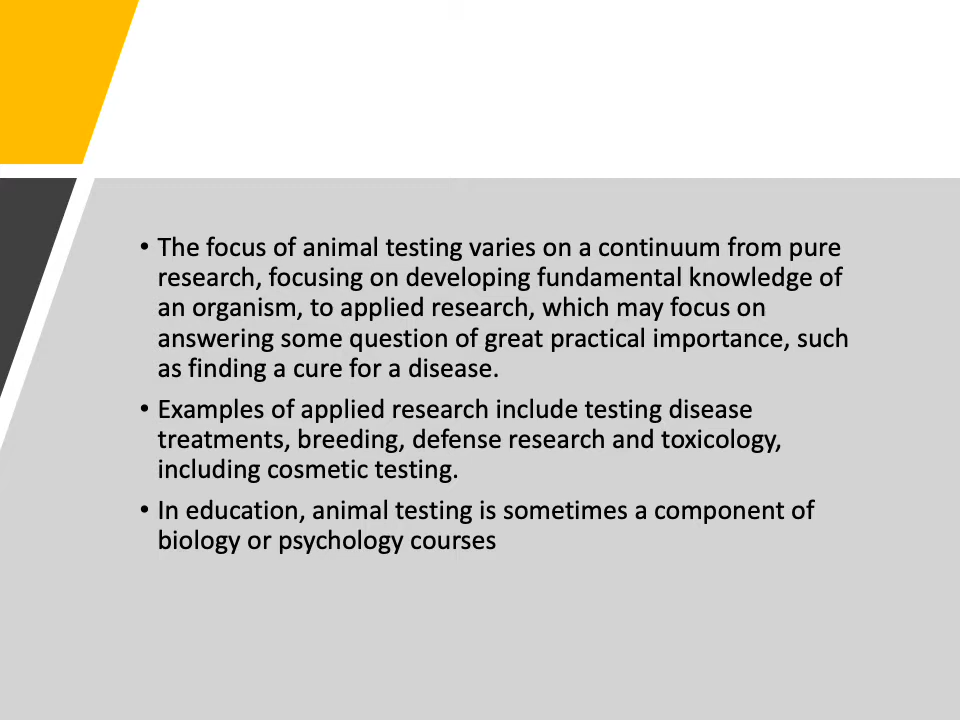 • The focus of animal testing varies on a continuum from pure
research, focusing on developing fundamental knowledge of
an organism, to applied research, which may focus on
answering some question of great practical importance, such
as finding a cure for a disease.
• Examples of applied research include testing disease
treatments, breeding, defense research and toxicology,
including cosmetic testing.
• In education, animal testing is sometimes a component of
biology or psychology courses